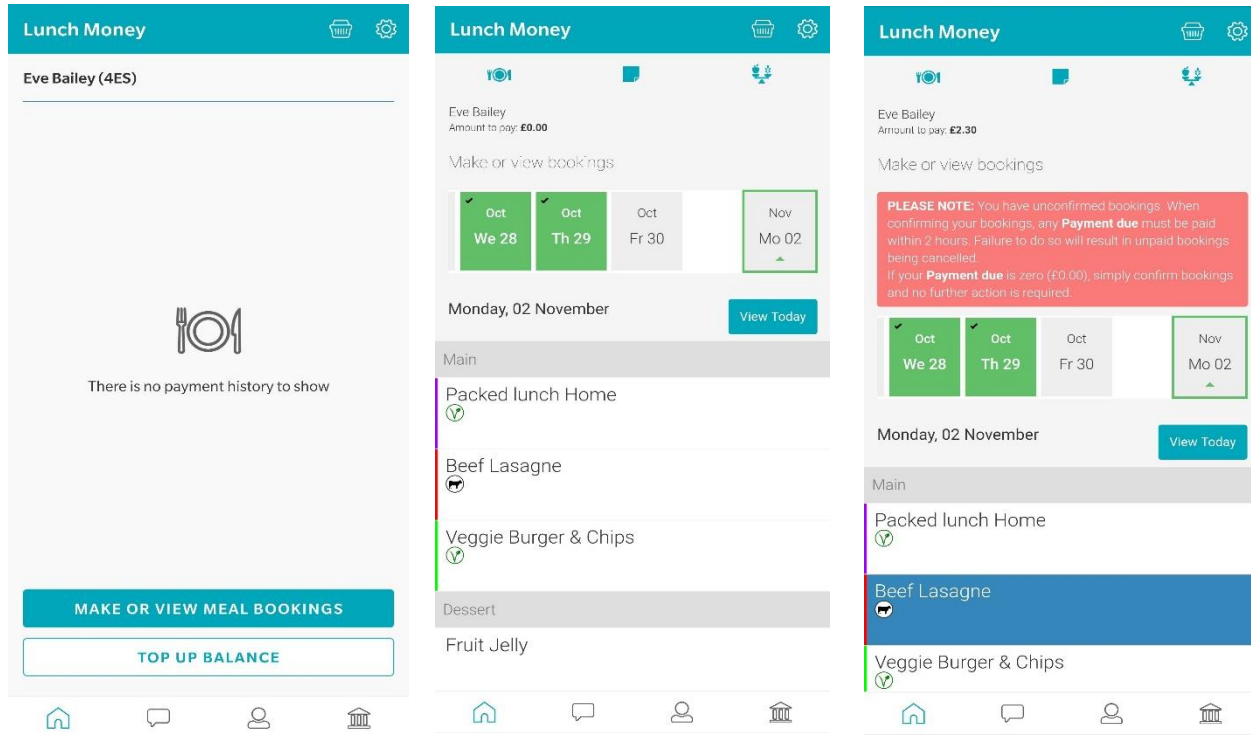 Lunch Money
Eve Bailey (4ES)
There is no payment history to show
MAKE OR VIEW MEAL BOOKINGS
TOP UP BALANCE
Lunch Money
Eve Bailey
Amount to pay: £0.00
Make or view bookings
Oct Oct Oct Nov
We 28 Th 29 Fr 30 Mo 02
Monday, 02 November
View Today
Main
Packed lunch Home
Beef Lasagne
Veggie Burger & Chips
Dessert
Fruit Jelly
Lunch Money
Eve Bailey
Amount to pay: £2.30
Make or view bookings
PLEASE NOTE: You have unconfirmed bookings. When
confirming your bookings, any Payment due must be paid
within 2 hours. Failure to do so will result in unpaid bookings
being cancelled.
If your Payment due is zero (£0.00), simply confirm bookings
and no further action is required.
Oct Oct Oct Nov
We 28 Th 29 Fr 30 Mo 02
Monday, 02 November
View Today
Main
Packed lunch Home
Beef Lasagne
Veggie Burger & Chips